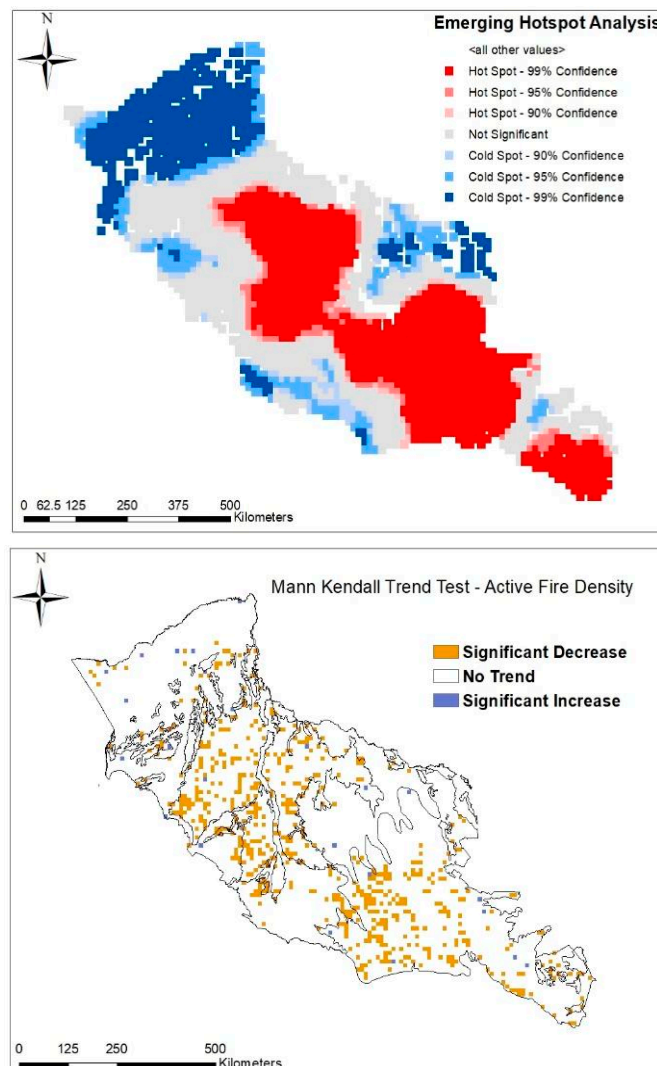 N
Emerging Hotspot Analysis
<all other values>
Hot Spot - 99% Confidence
Hot Spot - 95% Confidence
Hot Spot - 90% Confidence
Not Significant
Cold Spot - 90% Confidence
Cold Spot - 95% Confidence
Cold Spot - 99% Confidence
0 62.5 125 250 375 500
Kilometers
N
Mann Kendall Trend Test - Active Fire Density
Significant Decrease
No Trend
Significant Increase
0 125 250 500
Kilometers